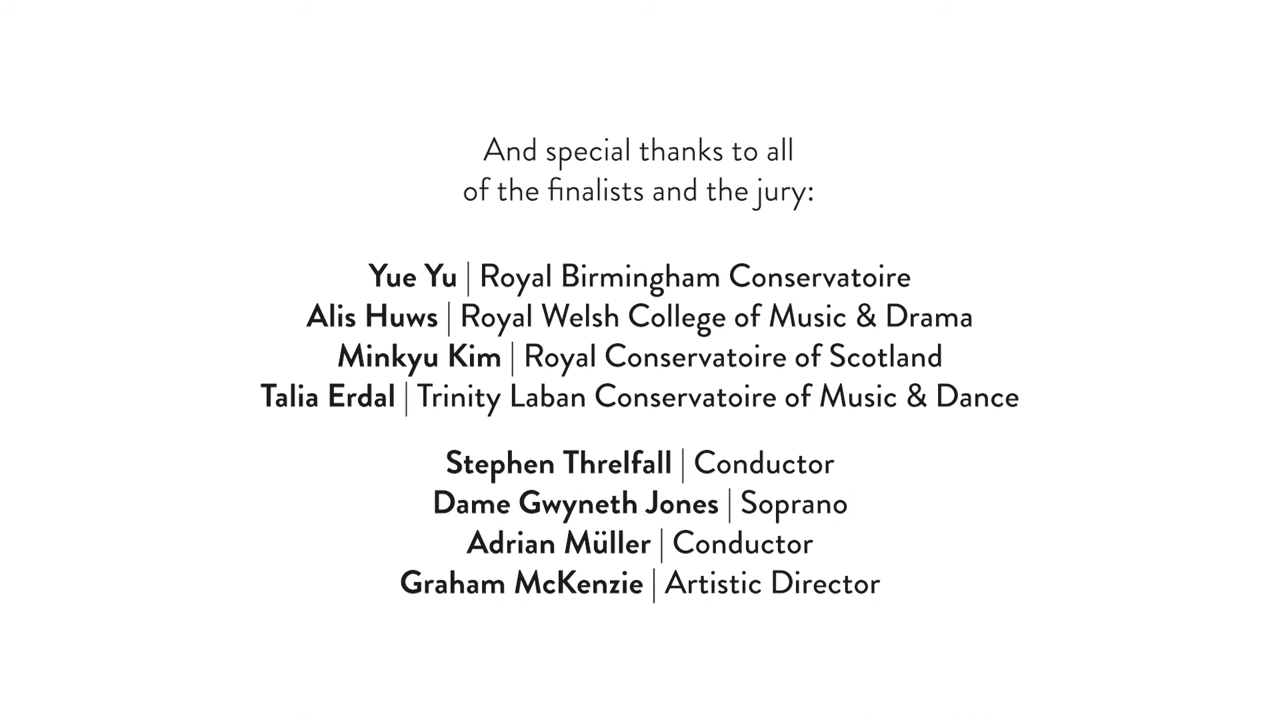 And special thanks to all
of the finalists and the jury:
Yue Yu | Royal Birmingham Conservatoire
Alis Huws | Royal Welsh College of Music & Drama
Minkyu Kim | Royal Conservatoire of Scotland
Talia Erdal | Trinity Laban Conservatoire of Music & Dance
Stephen Threlfall | Conductor
Dame Gwyneth Jones | Soprano
Adrian Müller | Conductor
Graham McKenzie | Artistic Director